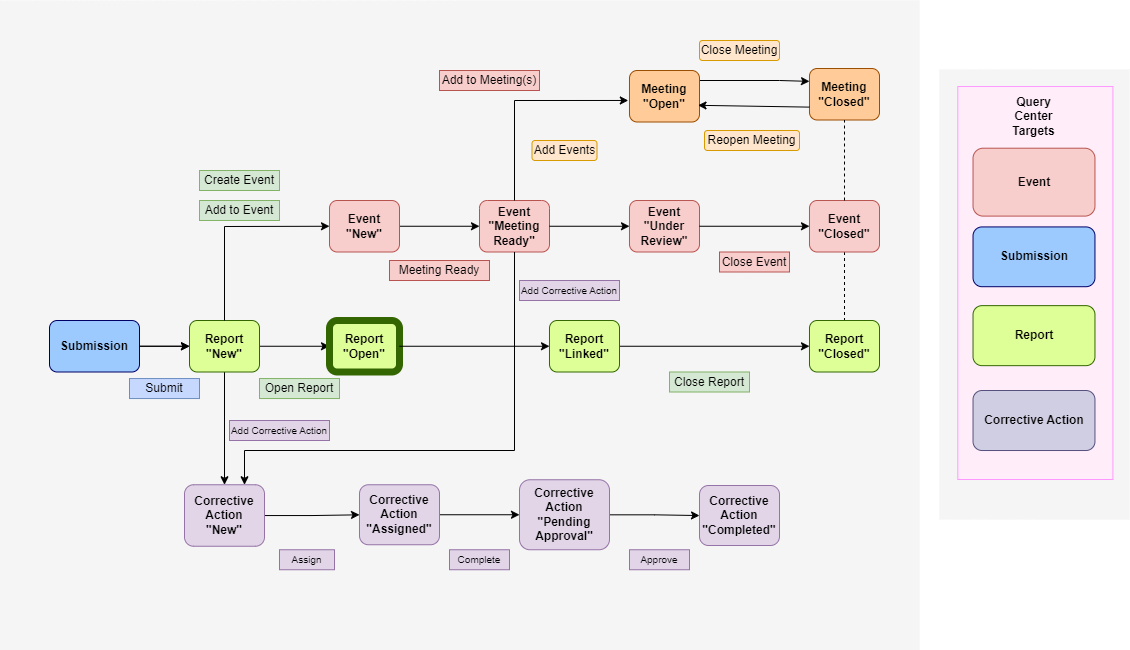 Close Meeting
Add to Meeting(s)
Meeting
"Open"
Meeting
"Closed"
Add Events
Reopen Meeting
Create Event
Add to Event
Event
"New"
Event
"Meeting
Ready"
Event
"Under
Review"
Event
"Closed"
Meeting Ready
Close Event
Add Corrective Action
Submission
Report
"New"
Report
"Open"
Report
"Linked"
Report
"Closed"
Submit
Open Report
Close Report
Add Corrective Action
Corrective
Action
"New"
Corrective
Action
"Assigned"
Corrective
Action
"Pending
Approval"
Corrective
Action
"Completed"
Assign
Complete
Approve
Query
Center
Targets
Event
Submission
Report
Corrective Action